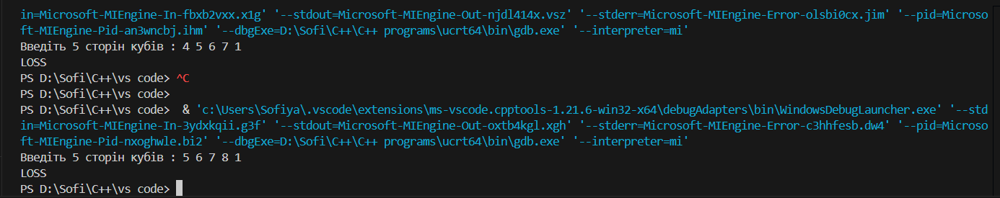 in=Microsoft-MIEngine-In-fbxb2vxx.x1g' '--stdout=Microsoft-MIEngine-Out-njdl414x.vsz' '--stderr=Microsoft-MIEngine-Error-olsbi0cx.jim' '--pid=Microso
ft-MIEngine-Pid-an3wncbj.ihm' '--dbgExe=D:\Sofi\C++\C++ programs\ucrt64\bin\gdb.exe' '--interpreter=mi'
Введіть 5 сторін кубів : 4 5 6 7 1
LOSS
PS D:\Sofi\C++\vs code> ^C
PS D:\Sofi\C++\vs code>
PS D:\Sofi\C++\vs code>  & 'c:\Users\Sofiya\.vscode\extensions\ms-vscode.cpptools-1.21.6-win32-x64\debugAdapters\bin\WindowsDebugLauncher.exe' '--std
in=Microsoft-MIEngine-In-3ydxkqii.g3f' '--stdout=Microsoft-MIEngine-Out-oxtb4kgl.xgh' '--stderr=Microsoft-MIEngine-Error-c3hhfesb.dw4' '--pid=Microso
ft-MIEngine-Pid-nxoghwle.bi2' '--dbgExe=D:\Sofi\C++\C++ programs\ucrt64\bin\gdb.exe' '--interpreter=mi'
Введіть 5 сторін кубів : 5 6 7 8 1
LOSS
PS D:\Sofi\C++\vs code>